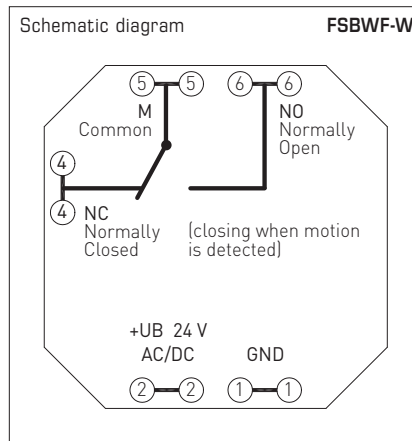 Schematic diagram FSBWF-W
5 5 6 6
M NO
Common Normally
Open
4
4 NC
Normally (closing when motion
Closed is detected)
+UB 24 V
AC/DC GND
2 2 1 1